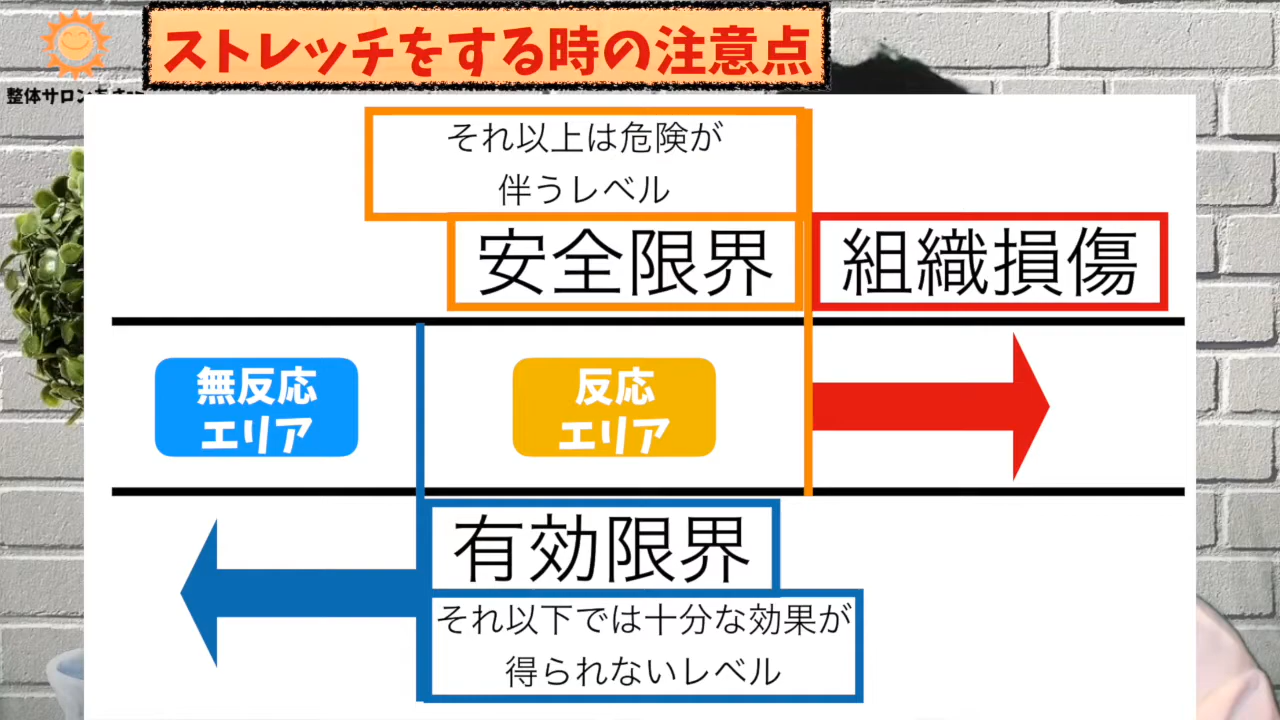 ストレッチをする時の注意点
整体サロン
それ以上は危険が
伴うレベル
安全限界
組織損傷
無反応
エリア
反応
エリア
有効限界
それ以下では十分な効果が
得られないレベル